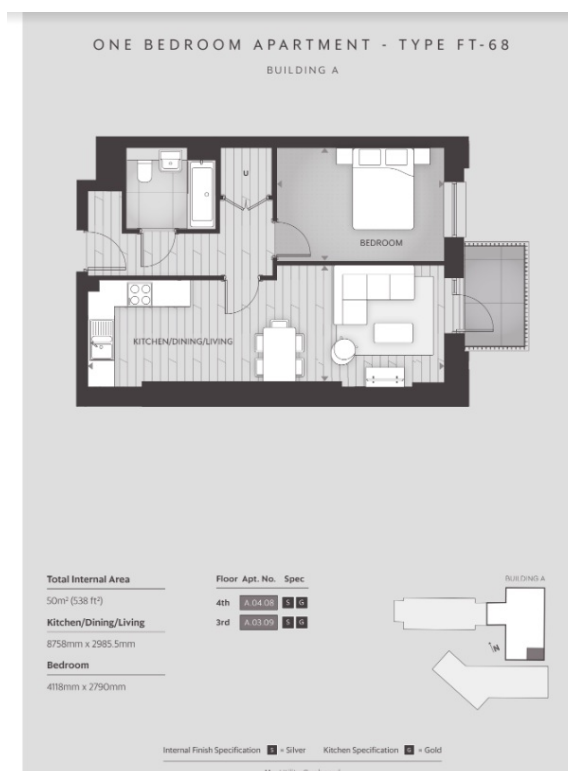 ONE BEDROOM APARTMENT - TYPE FT-68
BUILDING A
U
BEDROOM
KITCHEN/DINING/LIVING
Total Internal Area
50m² (538 ft²)
Kitchen/Dining/Living
8758mm x 2985.5mm
Bedroom
4118mm x 2790mm
Floor Apt. No. Spec
4th A.04.08 S G
3rd A.03.09 S G
BUILDING A
N
Internal Finish Specification S = Silver Kitchen Specification G = Gold